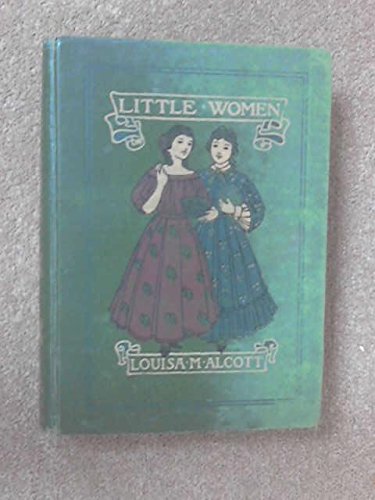 LITTLE · WOMEN
LOUISA · M · ALCOTT